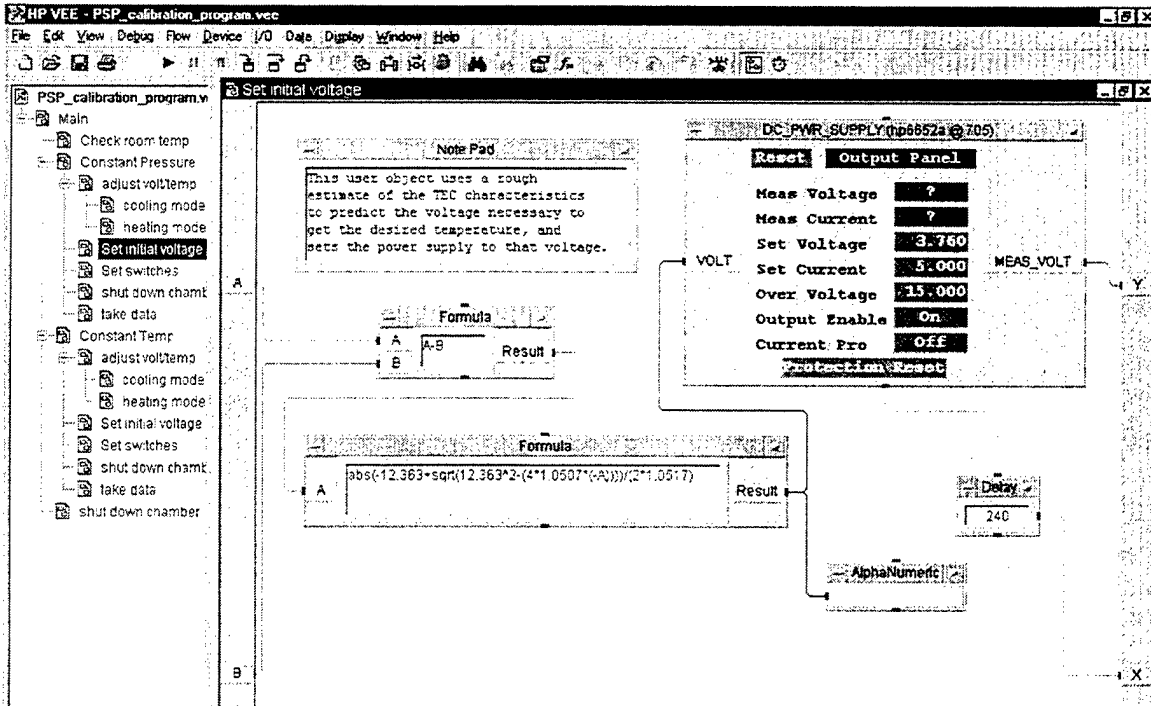 HP VEE - PSP_calibration_program.vee
File Edit View Debug Flow Device I/O Data Display Window Help
PSP_calibration_program.v
Main
Check room temp
Constant Pressure
adjust volt/temp
cooling mode
heating mode
Set initial voltage
Set switches
shut down chamb
take data
Constant Temp
adjust volt/temp
cooling mode
heating mode
Set initial voltage
Set switches
shut down chamb
take data
shut down chamber
Set initial voltage
A
B
Note Pad
This user object uses a rough
estimate of the TEC characteristics
to predict the voltage necessary to
get the desired temperature, and
sets the power supply to that voltage.
Formula
A
B
A-B
Result
Formula
A
abs(-12.363+sqrt(12.363^2-(4*1.0507*(-A))))/(2*1.0517)
Result
DC_PWR_SUPPLY (hp6652a @ 705)
Reset Output Panel
VOLT
Meas Voltage ?
Meas Current ?
Set Voltage 3.760
Set Current 5.000
Over Voltage 15.000
Output Enable On
Current Pro Off
Protection Reset
MEAS_VOLT
Delay
240
AlphaNumeric
Y
X